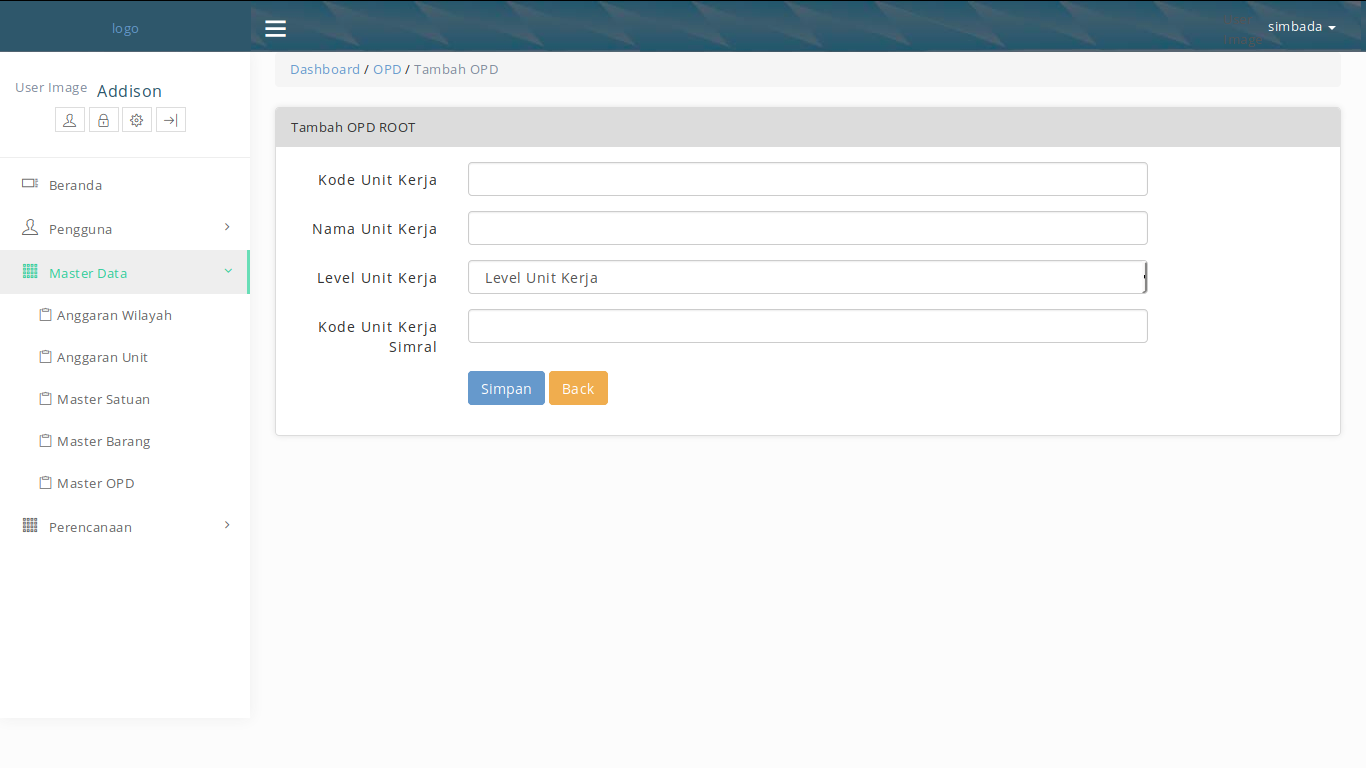 logo
simbada
User Image Addison
Dashboard / OPD / Tambah OPD
Tambah OPD ROOT
Beranda
Pengguna
Master Data
Anggaran Wilayah
Anggaran Unit
Master Satuan
Master Barang
Master OPD
Perencanaan
Kode Unit Kerja
Nama Unit Kerja
Level Unit Kerja Level Unit Kerja
Kode Unit Kerja
Simral
Simpan Back